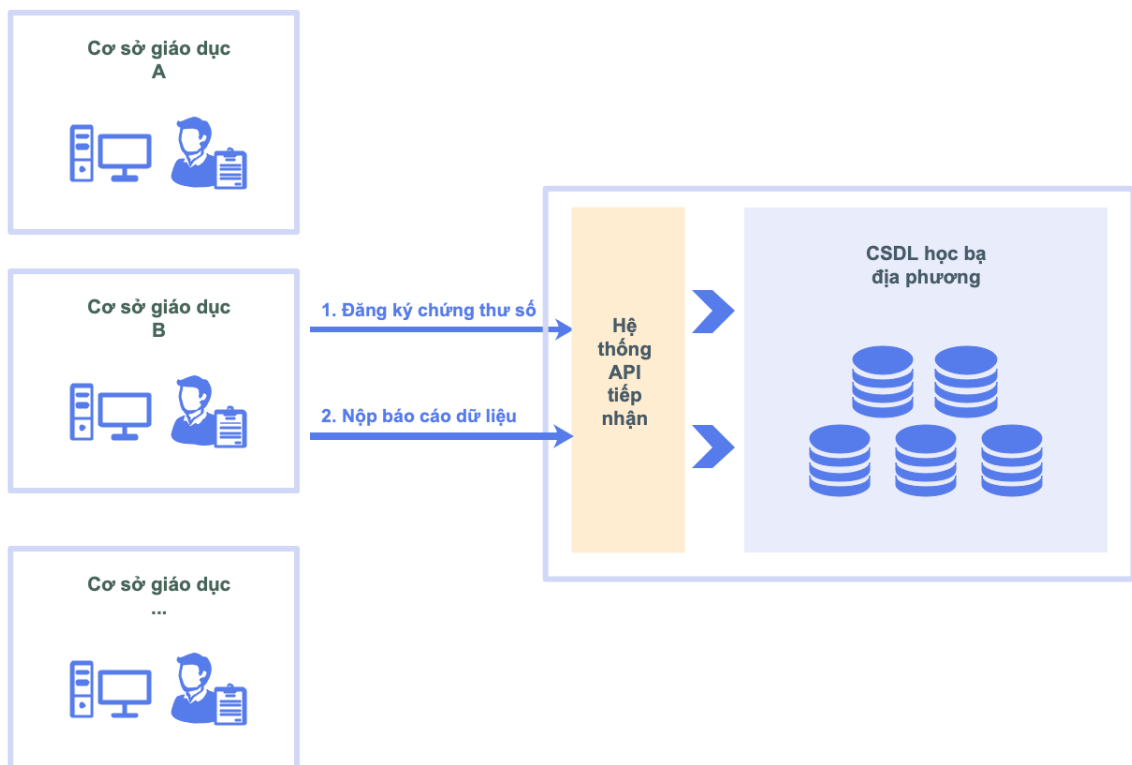 Cơ sở giáo dục
A
Cơ sở giáo dục
B
1. Đăng ký chứng thư số
2. Nộp báo cáo dữ liệu
Hệ
thống
API
tiếp
nhận
CSDL học bạ
địa phương
Cơ sở giáo dục
...